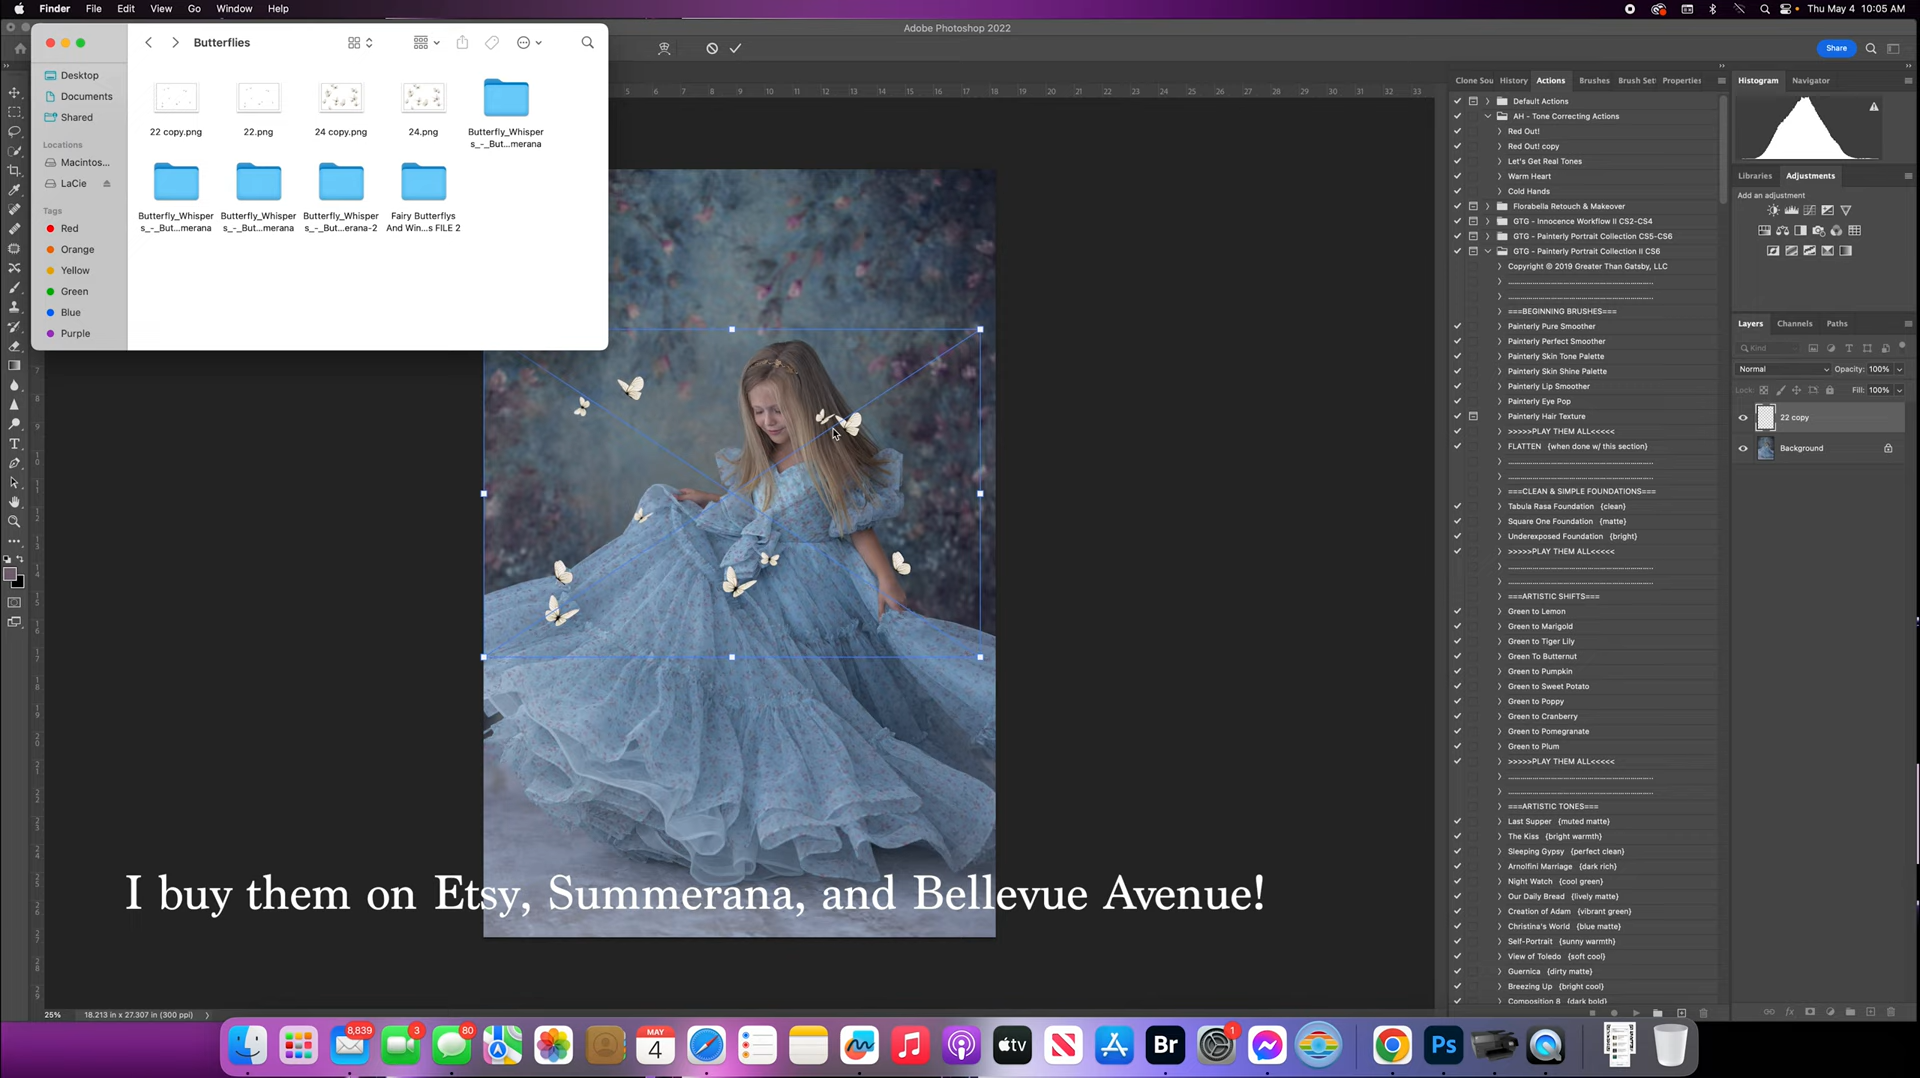 Finder File Edit View Go Window Help
Thu May 4 10:05 AM
Adobe Photoshop 2022
Share
Butterflies
Desktop
Documents
Shared
Locations
Macintos...
LaCie
Tags
Red
Orange
Yellow
Green
Blue
Purple
22 copy.png
22.png
24 copy.png
24.png
Butterfly_Whisper
s_-_But...merana
Butterfly_Whisper
s_-_But...merana
Butterfly_Whisper
s_-_But...merana
Butterfly_Whisper
s_-_But...erana-2
Fairy Butterflys
And Win...s FILE 2
Clone Sou History Actions Brushes Brush Set Properties
Default Actions
AH - Tone Correcting Actions
Red Out!
Red Out! copy
Let's Get Real Tones
Warm Heart
Cold Hands
Florabella Retouch & Makeover
GTG - Innocence Workflow II CS2-CS4
GTG - Painterly Portrait Collection CS5-CS6
GTG - Painterly Portrait Collection II CS6
Copyright © 2019 Greater Than Gatsby, LLC
===BEGINNING BRUSHES===
Painterly Pure Smoother
Painterly Perfect Smoother
Painterly Skin Tone Palette
Painterly Skin Shine Palette
Painterly Lip Smoother
Painterly Eye Pop
Painterly Hair Texture
>>>>>PLAY THEM ALL<<<<<
FLATTEN {when done w/ this section}
===CLEAN & SIMPLE FOUNDATIONS===
Tabula Rasa Foundation {clean}
Square One Foundation {matte}
Underexposed Foundation {bright}
>>>>>PLAY THEM ALL<<<<<
===ARTISTIC SHIFTS===
Green to Lemon
Green to Marigold
Green to Tiger Lily
Green To Butternut
Green to Pumpkin
Green to Sweet Potato
Green to Poppy
Green to Cranberry
Green to Pomegranate
Green to Plum
>>>>>PLAY THEM ALL<<<<<
===ARTISTIC TONES===
Last Supper {muted matte}
The Kiss {bright warmth}
Sleeping Gypsy {perfect clean}
Arnolfini Marriage {dark rich}
Night Watch {cool green}
Our Daily Bread {lively matte}
Creation of Adam {vibrant green}
Christina's World {blue matte}
Self-Portrait {sunny warmth}
View of Toledo {soft cool}
Guernica {dirty matte}
Breezing Up {bright cool}
Composition 8 {dark bold}
Histogram Navigator
Libraries Adjustments
Add an adjustment
Layers Channels Paths
Kind
Normal Opacity: 100%
Lock: Fill: 100%
22 copy
Background
I buy them on Etsy, Summerana, and Bellevue Avenue!
25% 18.213 in x 27.307 in (300 ppi)
8,839
3
80
MAY
4
tv
Br
1
Ps